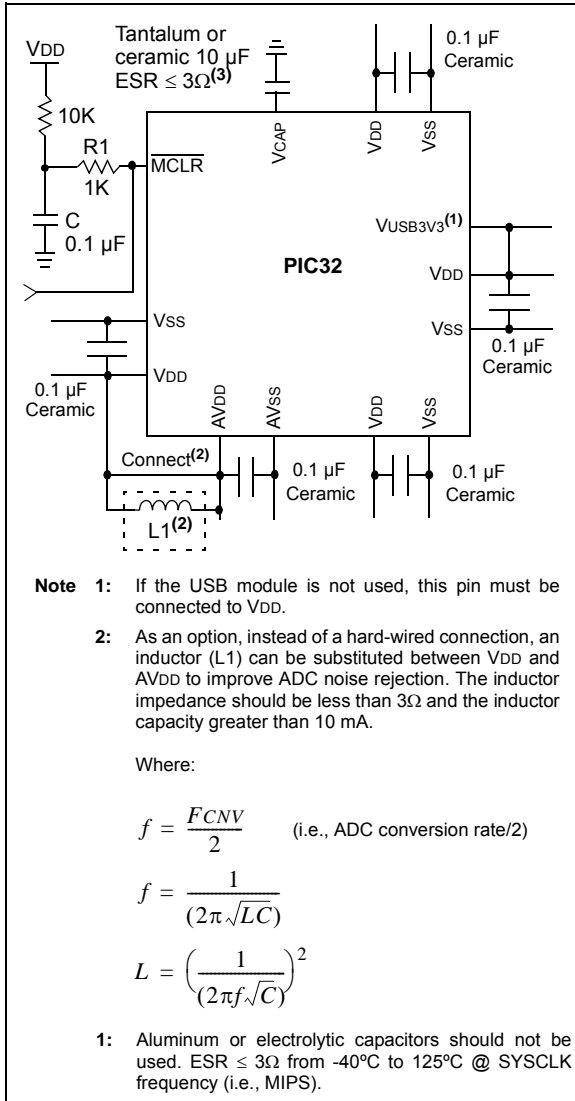 VDD
Tantalum or
ceramic 10 µF
ESR ≤ 3Ω(3)
0.1 µF
Ceramic
10K
R1
1K
MCLR
VCAP
VDD
VSS
C
0.1 µF
VUSB3V3(1)
PIC32
VDD
VSS
0.1 µF
Ceramic
VSS
VDD
0.1 µF
Ceramic
AVDD
AVSS
VDD
VSS
Connect(2)
0.1 µF
Ceramic
0.1 µF
Ceramic
L1(2)
Note 1: If the USB module is not used, this pin must be
connected to VDD.
2: As an option, instead of a hard-wired connection, an
inductor (L1) can be substituted between VDD and
AVDD to improve ADC noise rejection. The inductor
impedance should be less than 3Ω and the inductor
capacity greater than 10 mA.
Where:
f = FCNV / 2 (i.e., ADC conversion rate/2)
f = 1 / (2π√LC)
L = (1 / (2πf√C))²
1: Aluminum or electrolytic capacitors should not be
used. ESR ≤ 3Ω from -40ºC to 125ºC @ SYSCLK
frequency (i.e., MIPS).